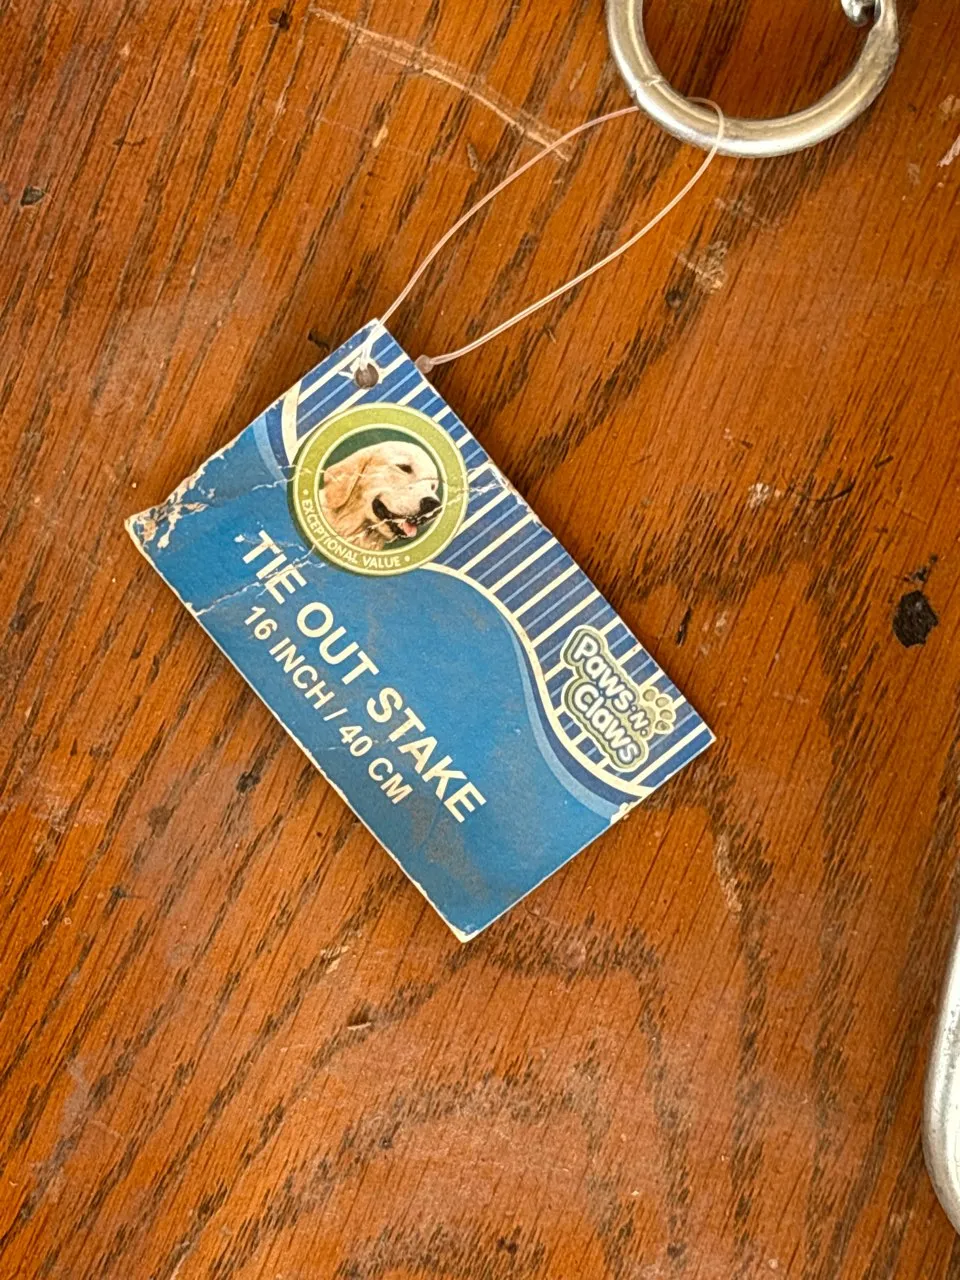 • EXCEPTIONAL VALUE •
TIE OUT STAKE
16 INCH / 40 CM
Paws 'N'
Claws